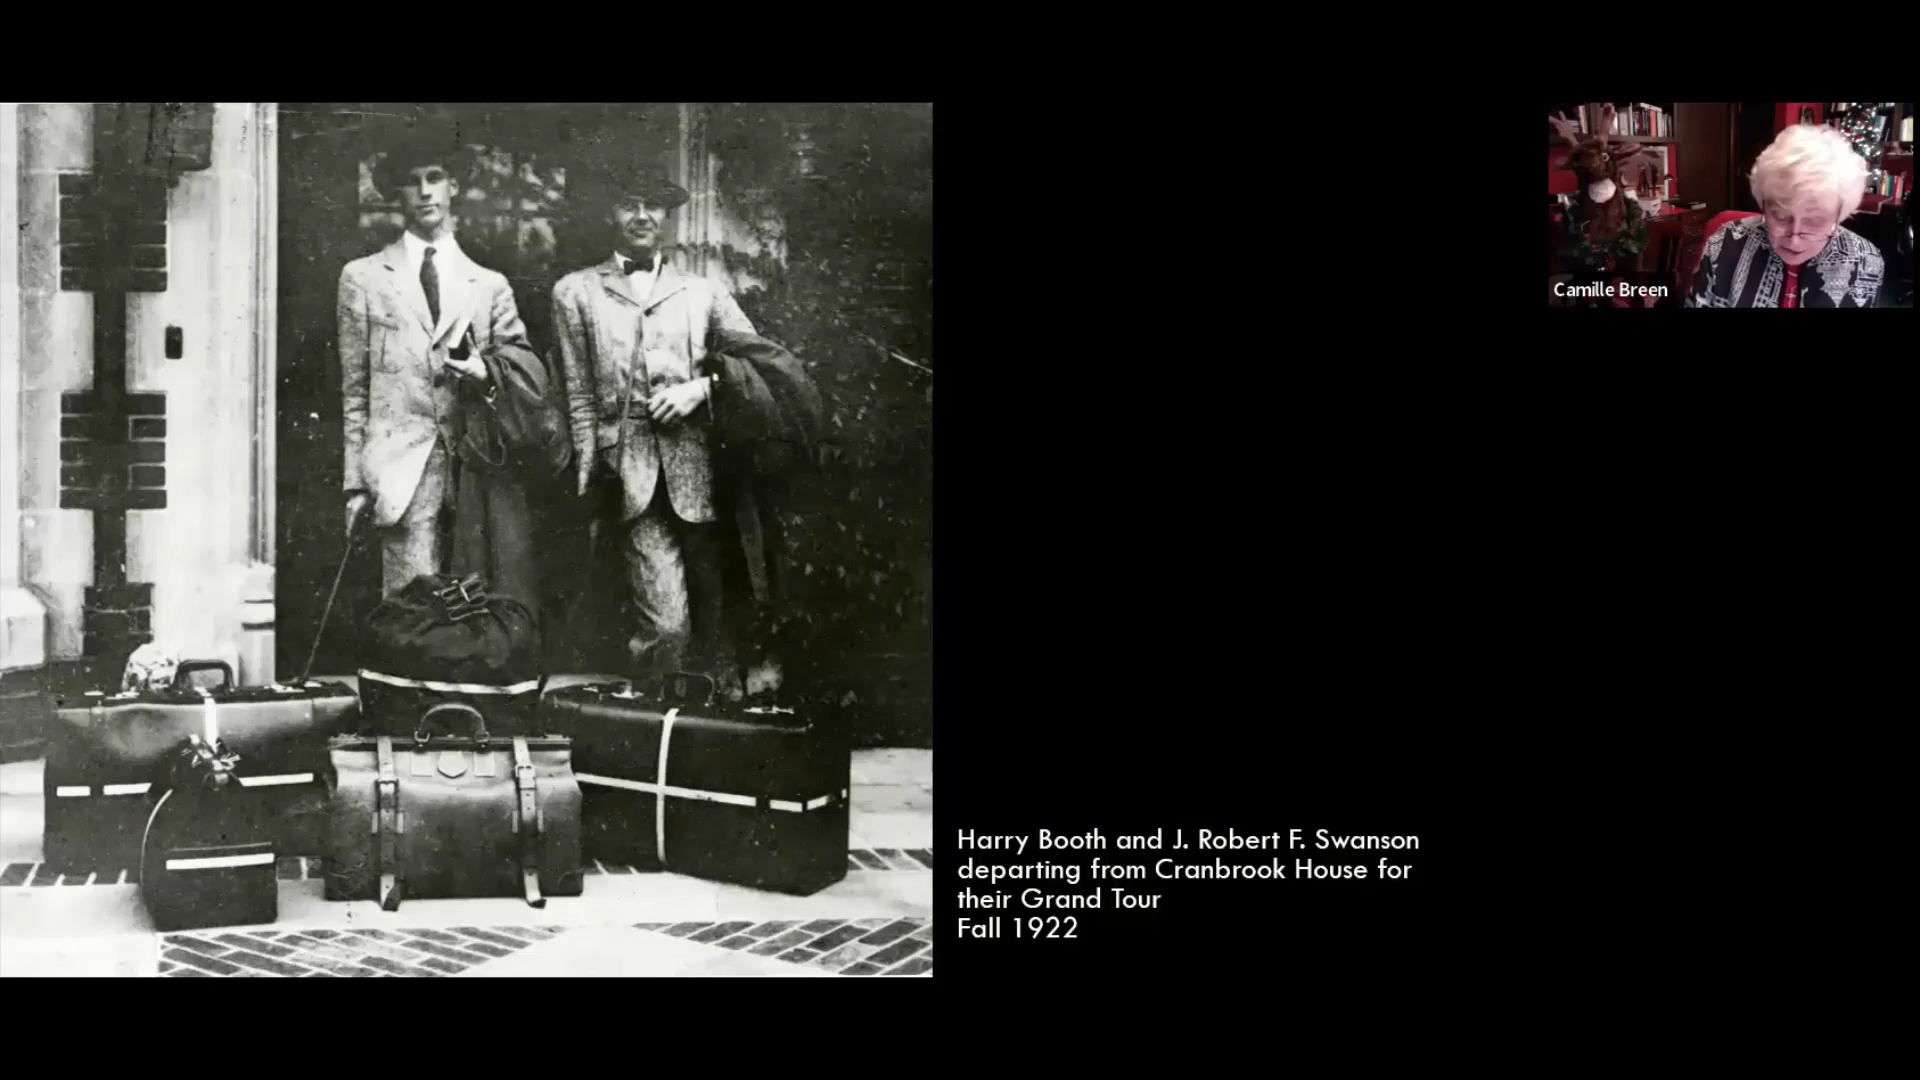 Camille Breen
Harry Booth and J. Robert F. Swanson
departing from Cranbrook House for
their Grand Tour
Fall 1922